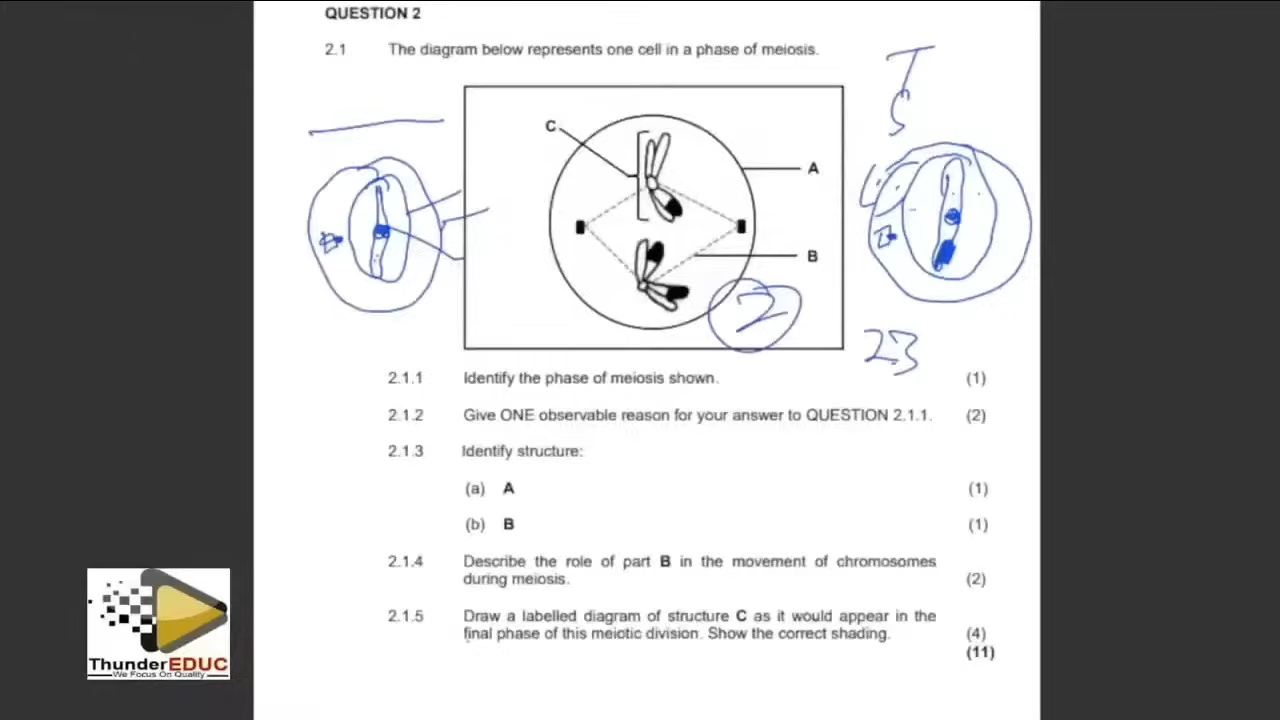 QUESTION 2
2.1 The diagram below represents one cell in a phase of meiosis.
T
S
C
A
B
2
23
2.1.1 Identify the phase of meiosis shown. (1)
2.1.2 Give ONE observable reason for your answer to QUESTION 2.1.1. (2)
2.1.3 Identify structure:
(a) A (1)
(b) B (1)
2.1.4 Describe the role of part B in the movement of chromosomes
during meiosis. (2)
2.1.5 Draw a labelled diagram of structure C as it would appear in the
final phase of this meiotic division. Show the correct shading. (4)
(11)
ThunderEDUC
We Focus On Quality